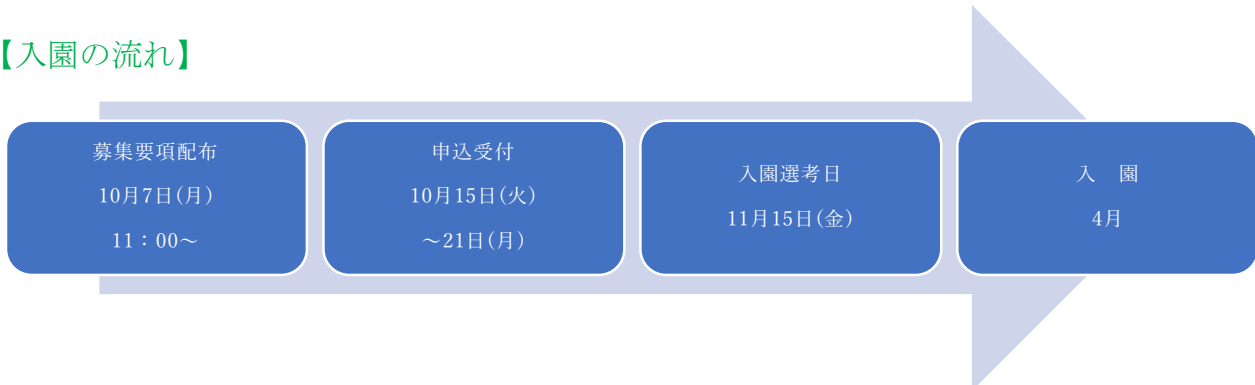 【入園の流れ】
募集要項配布
10月7日(月)
11：00～
申込受付
10月15日(火)
～21日(月)
入園選考日
11月15日(金)
入　園
4月